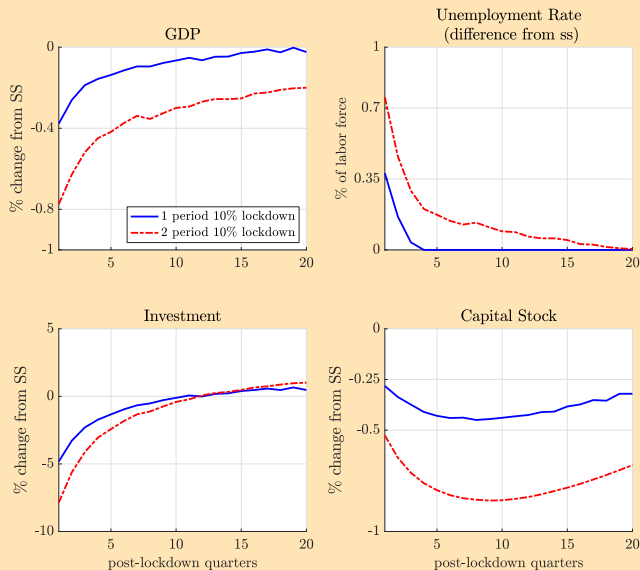 GDP
% change from SS
0
-0.4
-0.8
-1
5
10
15
20
1 period 10% lockdown
2 period 10% lockdown
Unemployment Rate
(difference from ss)
% of labor force
1
0.7
0.35
0
5
10
15
20
Investment
% change from SS
5
0
-5
-10
5
10
15
20
post-lockdown quarters
Capital Stock
% change from SS
0
-0.25
-0.5
-1
5
10
15
20
post-lockdown quarters